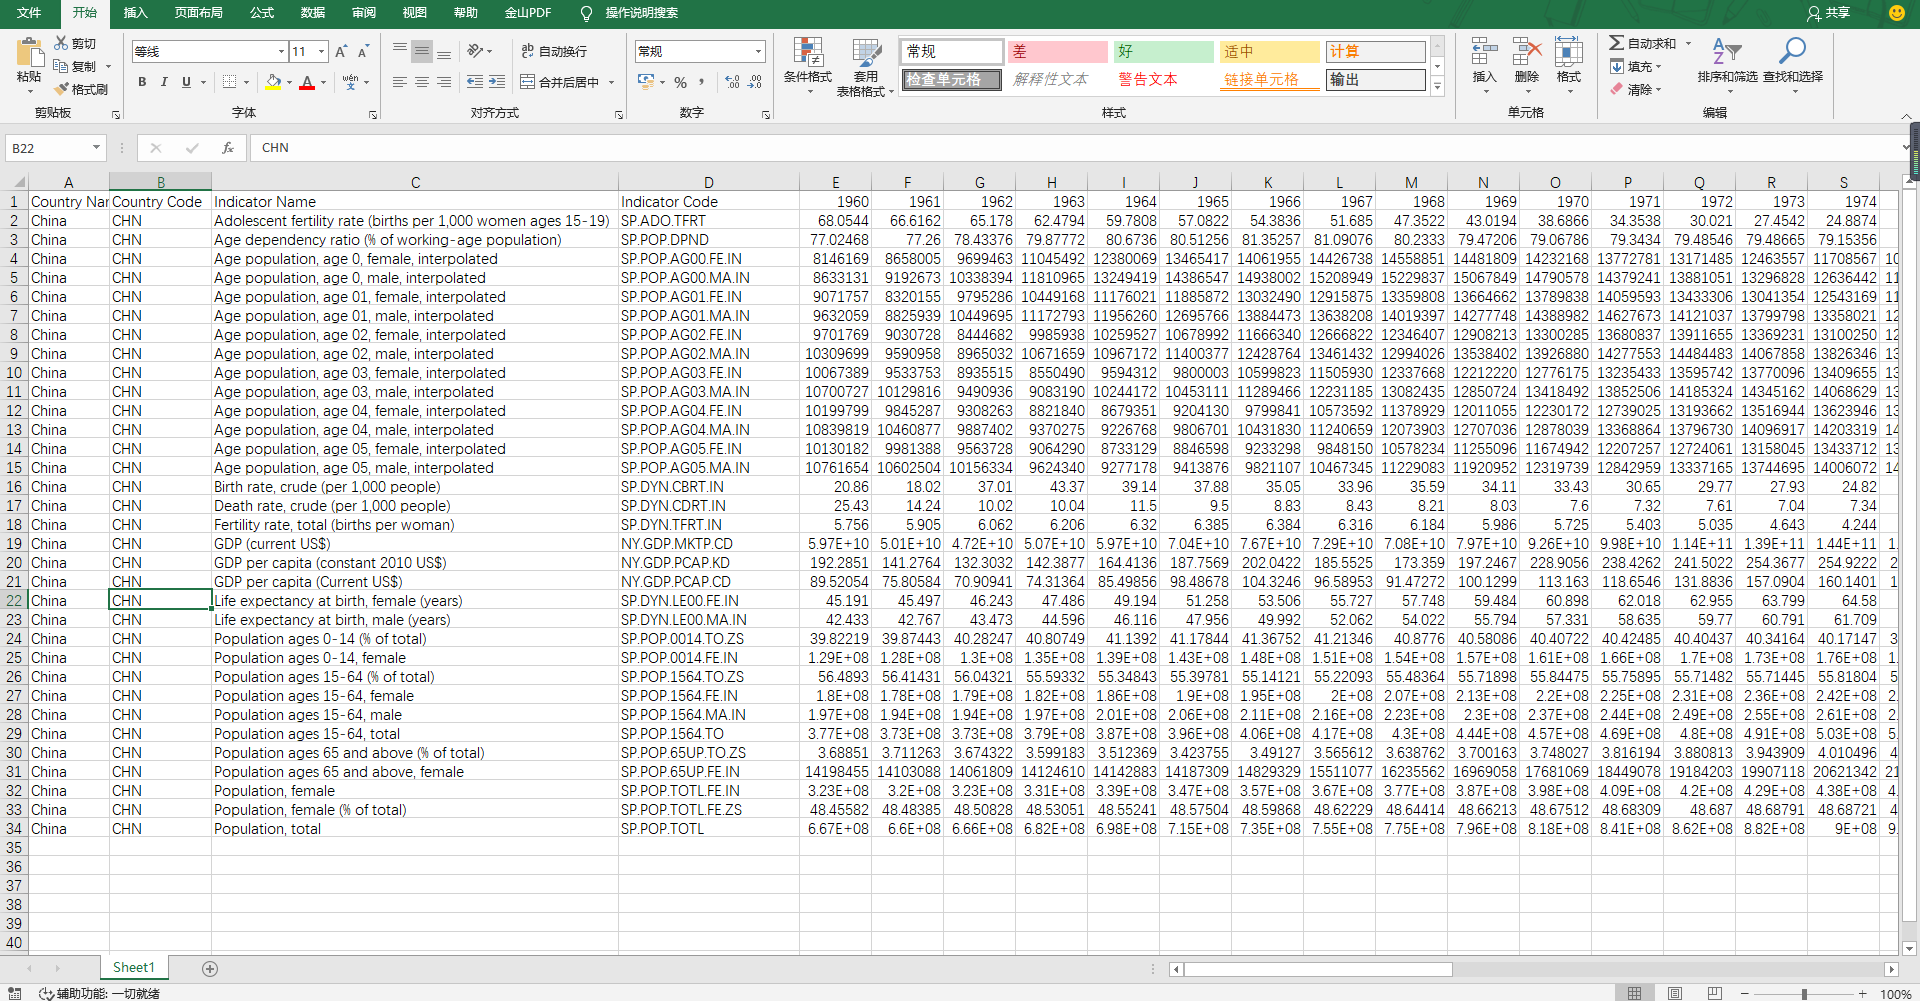 文件 开始 插入 页面布局 公式 数据 审阅 视图 帮助 金山PDF 操作说明搜索 共享
粘贴 剪切 复制 格式刷 剪贴板
等线 11 B I U 字体
自动换行 合并后居中 对齐方式
常规 % 数字
条件格式 套用表格格式 常规 差 好 适中 计算
检查单元格 解释性文本 警告文本 链接单元格 输出 样式
插入 删除 格式 单元格
自动求和 填充 清除 排序和筛选 查找和选择 编辑
B22 fx CHN
A B C D E F G H I J K L M N O P Q R S
1 Country Nar Country Code Indicator Name Indicator Code 1960 1961 1962 1963 1964 1965 1966 1967 1968 1969 1970 1971 1972 1973 1974
2 China CHN Adolescent fertility rate (births per 1,000 women ages 15-19) SP.ADO.TFRT 68.0544 66.6162 65.178 62.4794 59.7808 57.0822 54.3836 51.685 47.3522 43.0194 38.6866 34.3538 30.021 27.4542 24.8874
3 China CHN Age dependency ratio (% of working-age population) SP.POP.DPND 77.02468 77.26 78.43376 79.87772 80.6736 80.51256 81.35257 81.09076 80.2333 79.47206 79.06786 79.3434 79.48546 79.48665 79.15356
4 China CHN Age population, age 0, female, interpolated SP.POP.AG00.FE.IN 8146169 8658005 9699463 11045492 12380069 13465417 14061955 14426738 14558851 14481809 14232168 13772781 13171485 12463557 11708567 10
5 China CHN Age population, age 0, male, interpolated SP.POP.AG00.MA.IN 8633131 9192673 10338394 11810965 13249419 14386547 14938002 15208949 15229837 15067849 14790578 14379241 13881051 13296828 12636442 11
6 China CHN Age population, age 01, female, interpolated SP.POP.AG01.FE.IN 9071757 8320155 9795286 10449168 11176021 11885872 13032490 12915875 13359808 13664662 13789838 14059593 13433306 13041354 12543169 11
7 China CHN Age population, age 01, male, interpolated SP.POP.AG01.MA.IN 9632059 8825939 10449695 11172793 11956260 12695766 13884473 13638208 14019397 14277748 14388982 14627673 14121037 13799798 13358021 12
8 China CHN Age population, age 02, female, interpolated SP.POP.AG02.FE.IN 9701769 9030728 8444682 9985938 10259527 10678992 11666340 12666822 12346407 12908213 13300285 13680837 13911655 13369231 13100250 12
9 China CHN Age population, age 02, male, interpolated SP.POP.AG02.MA.IN 10309699 9590958 8965032 10671659 10967172 11400377 12428764 13461432 12994026 13538402 13926880 14277553 14484483 14067858 13826346 13
10 China CHN Age population, age 03, female, interpolated SP.POP.AG03.FE.IN 10067389 9533753 8935515 8550490 9594312 9800003 10599823 11505930 12337668 12212220 12776175 13235433 13595742 13770096 13409655 13
11 China CHN Age population, age 03, male, interpolated SP.POP.AG03.MA.IN 10700727 10129816 9490936 9083190 10244172 10453111 11289466 12231185 13082435 12850724 13418492 13852506 14185324 14345162 14068629 13
12 China CHN Age population, age 04, female, interpolated SP.POP.AG04.FE.IN 10199799 9845287 9308263 8821840 8679351 9204130 9799841 10573592 11378929 12011055 12230172 12739025 13193662 13516944 13623946 13
13 China CHN Age population, age 04, male, interpolated SP.POP.AG04.MA.IN 10839819 10460877 9887402 9370275 9226768 9806701 10431830 11240659 12073903 12707036 12878039 13368864 13796730 14096917 14203319 14
14 China CHN Age population, age 05, female, interpolated SP.POP.AG05.FE.IN 10130182 9981388 9563728 9064290 8733129 8846598 9233298 9848150 10578234 11255096 11674942 12207257 12724061 13158045 13433712 13
15 China CHN Age population, age 05, male, interpolated SP.POP.AG05.MA.IN 10761654 10602504 10156334 9624340 9277178 9413876 9821107 10467345 11229083 11920952 12319739 12842959 13337165 13744695 14006072 14
16 China CHN Birth rate, crude (per 1,000 people) SP.DYN.CBRT.IN 20.86 18.02 37.01 43.37 39.14 37.88 35.05 33.96 35.59 34.11 33.43 30.65 29.77 27.93 24.82
17 China CHN Death rate, crude (per 1,000 people) SP.DYN.CDRT.IN 25.43 14.24 10.02 10.04 11.5 9.5 8.83 8.43 8.21 8.03 7.6 7.32 7.61 7.04 7.34
18 China CHN Fertility rate, total (births per woman) SP.DYN.TFRT.IN 5.756 5.905 6.062 6.206 6.32 6.385 6.384 6.316 6.184 5.986 5.725 5.403 5.035 4.643 4.244
19 China CHN GDP (current US$) NY.GDP.MKTP.CD 5.97E+10 5.01E+10 4.72E+10 5.07E+10 5.97E+10 7.04E+10 7.67E+10 7.29E+10 7.08E+10 7.97E+10 9.26E+10 9.98E+10 1.14E+11 1.39E+11 1.44E+11 1.
20 China CHN GDP per capita (constant 2010 US$) NY.GDP.PCAP.KD 192.2851 141.2764 132.3032 142.3877 164.4136 187.7569 202.0422 185.5525 173.359 197.2467 228.9056 238.4262 241.5022 254.3677 254.9222 2
21 China CHN GDP per capita (Current US$) NY.GDP.PCAP.CD 89.52054 75.80584 70.90941 74.31364 85.49856 98.48678 104.3246 96.58953 91.47272 100.1299 113.163 118.6546 131.8836 157.0904 160.1401 1
22 China CHN Life expectancy at birth, female (years) SP.DYN.LE00.FE.IN 45.191 45.497 46.243 47.486 49.194 51.258 53.506 55.727 57.748 59.484 60.898 62.018 62.955 63.799 64.58
23 China CHN Life expectancy at birth, male (years) SP.DYN.LE00.MA.IN 42.433 42.767 43.473 44.596 46.116 47.956 49.992 52.062 54.022 55.794 57.331 58.635 59.77 60.791 61.709
24 China CHN Population ages 0-14 (% of total) SP.POP.0014.TO.ZS 39.82219 39.87443 40.28247 40.80749 41.1392 41.17844 41.36752 41.21346 40.8776 40.58086 40.40722 40.42485 40.40437 40.34164 40.17147 3
25 China CHN Population ages 0-14, female SP.POP.0014.FE.IN 1.29E+08 1.28E+08 1.3E+08 1.35E+08 1.39E+08 1.43E+08 1.48E+08 1.51E+08 1.54E+08 1.57E+08 1.61E+08 1.66E+08 1.7E+08 1.73E+08 1.76E+08 1.
26 China CHN Population ages 15-64 (% of total) SP.POP.1564.TO.ZS 56.4893 56.41431 56.04321 55.59332 55.34843 55.39781 55.14121 55.22093 55.48364 55.71898 55.84475 55.75895 55.71482 55.71445 55.81804 5
27 China CHN Population ages 15-64, female SP.POP.1564.FE.IN 1.8E+08 1.78E+08 1.79E+08 1.82E+08 1.86E+08 1.9E+08 1.95E+08 2E+08 2.07E+08 2.13E+08 2.2E+08 2.25E+08 2.31E+08 2.36E+08 2.42E+08 2.
28 China CHN Population ages 15-64, male SP.POP.1564.MA.IN 1.97E+08 1.94E+08 1.94E+08 1.97E+08 2.01E+08 2.06E+08 2.11E+08 2.16E+08 2.23E+08 2.3E+08 2.37E+08 2.44E+08 2.49E+08 2.55E+08 2.61E+08 2.
29 China CHN Population ages 15-64, total SP.POP.1564.TO 3.77E+08 3.73E+08 3.73E+08 3.79E+08 3.87E+08 3.96E+08 4.06E+08 4.17E+08 4.3E+08 4.44E+08 4.57E+08 4.69E+08 4.8E+08 4.91E+08 5.03E+08 5.
30 China CHN Population ages 65 and above (% of total) SP.POP.65UP.TO.ZS 3.68851 3.711263 3.674322 3.599183 3.512369 3.423755 3.49127 3.565612 3.638762 3.700163 3.748027 3.816194 3.880813 3.943909 4.010496 4
31 China CHN Population ages 65 and above, female SP.POP.65UP.FE.IN 14198455 14103088 14061809 14124610 14142883 14187309 14829329 15511077 16235562 16969058 17681069 18449078 19184203 19907118 20621342 21
32 China CHN Population, female SP.POP.TOTL.FE.IN 3.23E+08 3.2E+08 3.23E+08 3.31E+08 3.39E+08 3.47E+08 3.57E+08 3.67E+08 3.77E+08 3.87E+08 3.98E+08 4.09E+08 4.2E+08 4.29E+08 4.38E+08 4.
33 China CHN Population, female (% of total) SP.POP.TOTL.FE.ZS 48.45582 48.48385 48.50828 48.53051 48.55241 48.57504 48.59868 48.62229 48.64414 48.66213 48.67512 48.68309 48.687 48.68791 48.68721 4
34 China CHN Population, total SP.POP.TOTL 6.67E+08 6.6E+08 6.66E+08 6.82E+08 6.98E+08 7.15E+08 7.35E+08 7.55E+08 7.75E+08 7.96E+08 8.18E+08 8.41E+08 8.62E+08 8.82E+08 9E+08 9.
35
36
37
38
39
40
Sheet1
辅助功能: 一切就绪 100%